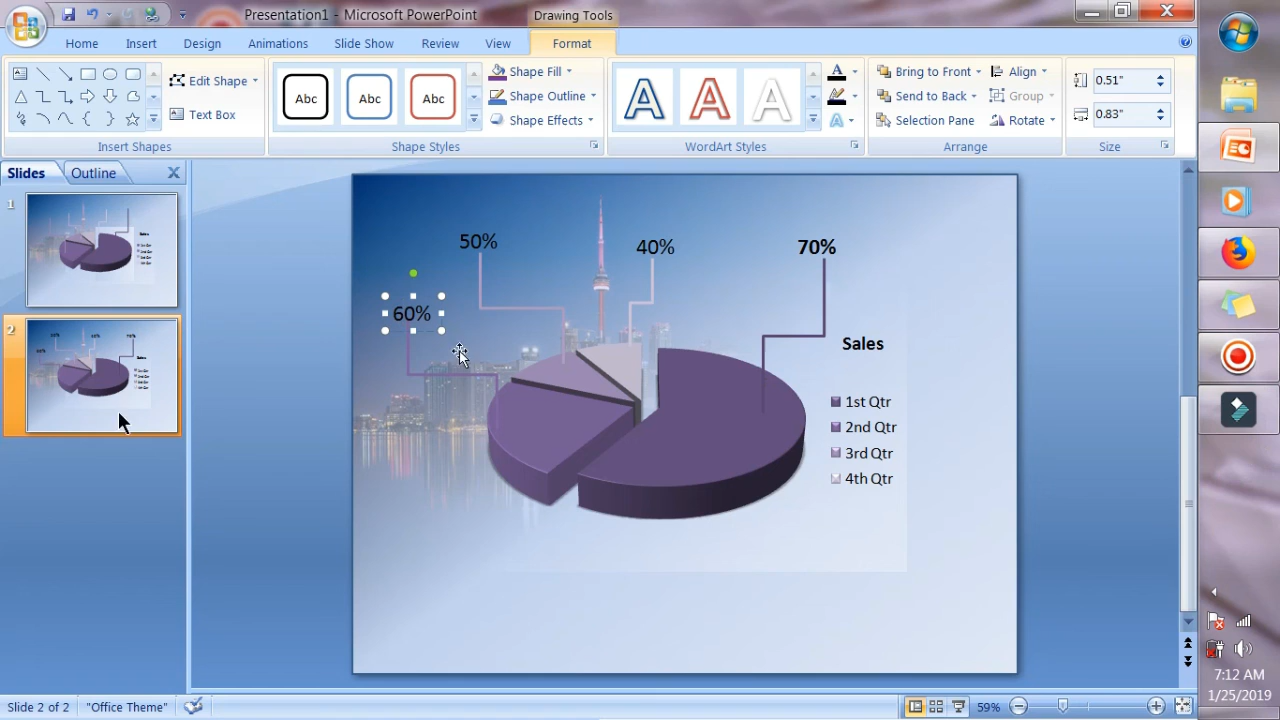 Presentation1 - Microsoft PowerPoint
Drawing Tools
Home
Insert
Design
Animations
Slide Show
Review
View
Format
Edit Shape
Text Box
Insert Shapes
Abc
Abc
Abc
Shape Fill
Shape Outline
Shape Effects
Shape Styles
A
A
A
WordArt Styles
Bring to Front
Send to Back
Selection Pane
Align
Group
Rotate
Arrange
0.51"
0.83"
Size
Slides
Outline
1
2
50%
40%
70%
60%
Sales
1st Qtr
2nd Qtr
3rd Qtr
4th Qtr
Slide 2 of 2
"Office Theme"
59%
7:12 AM
1/25/2019